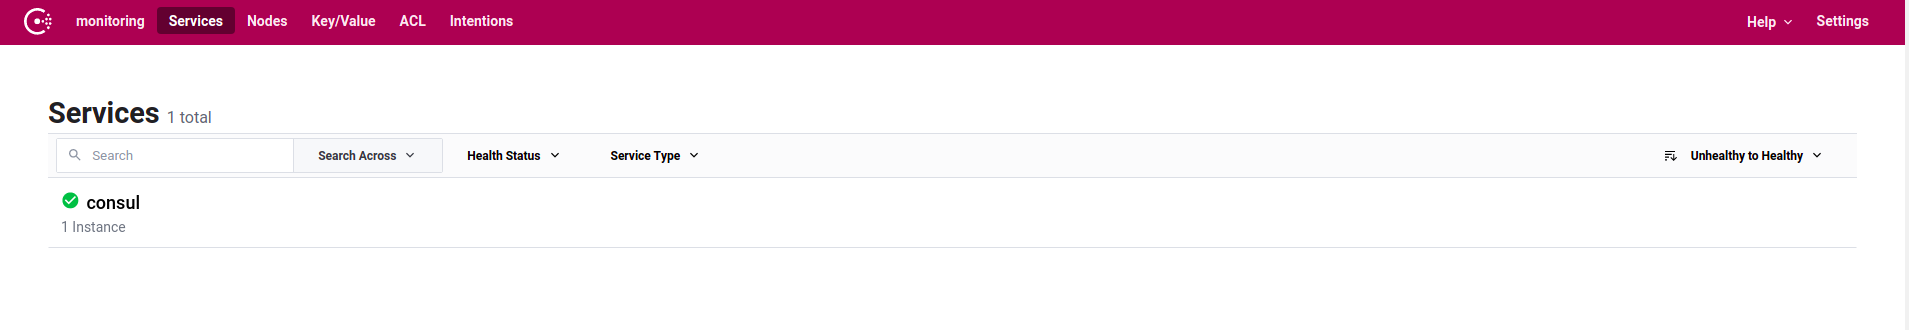 monitoring Services Nodes Key/Value ACL Intentions Help Settings
Services 1 total
Search Search Across Health Status Service Type Unhealthy to Healthy
consul
1 Instance